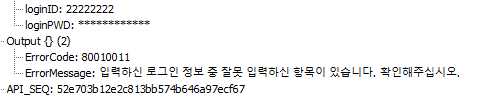 loginID: 22222222
loginPWD: ************
Output {} (2)
ErrorCode: 80010011
ErrorMessage: 입력하신 로그인 정보 중 잘못 입력하신 항목이 있습니다. 확인해주십시오.
API_SEQ: 52e703b12e2c813bb574b646a97ecf67